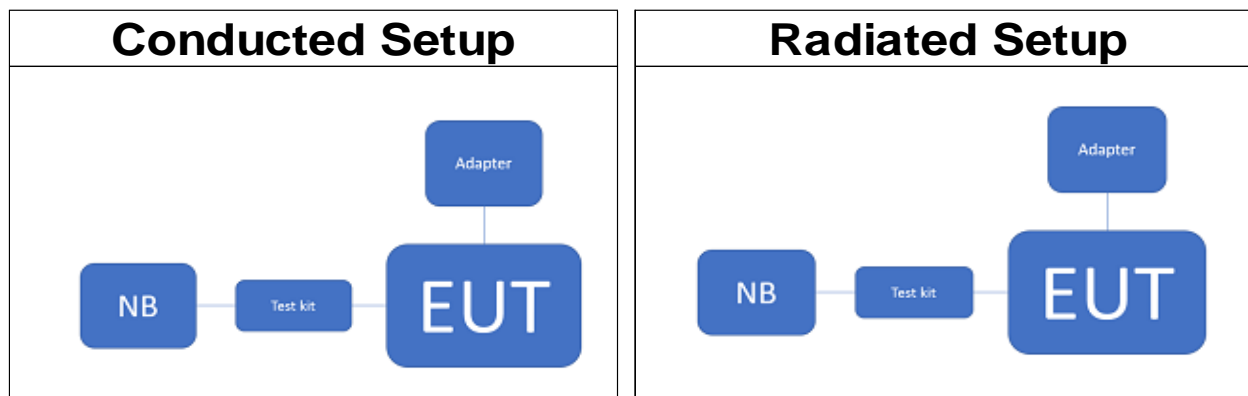 Conducted Setup
Adapter
NB
Test kit
EUT
Radiated Setup
Adapter
NB
Test kit
EUT